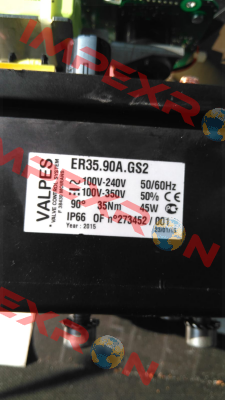 IMPEXRON
ER35.90A.GS2
VALPES
VALVE CONTROL SYSTEM
100V-240V 50/60Hz
100V-350V 50%
90° 35Nm 45W
IP66 OF n°273452 / 001
Year : 2015